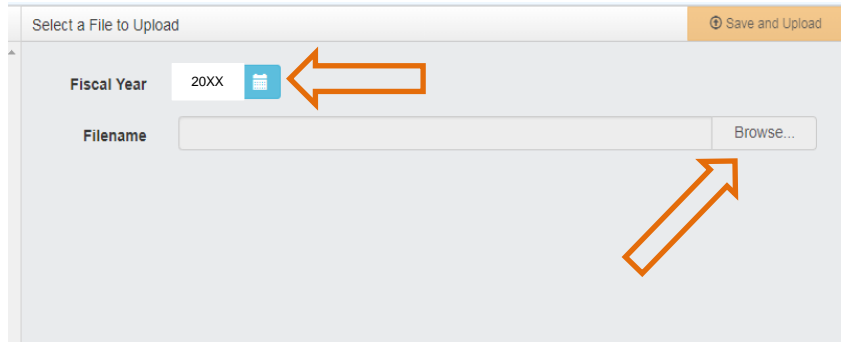 Select a File to Upload
Save and Upload
Fiscal Year 20XX
Filename Browse...